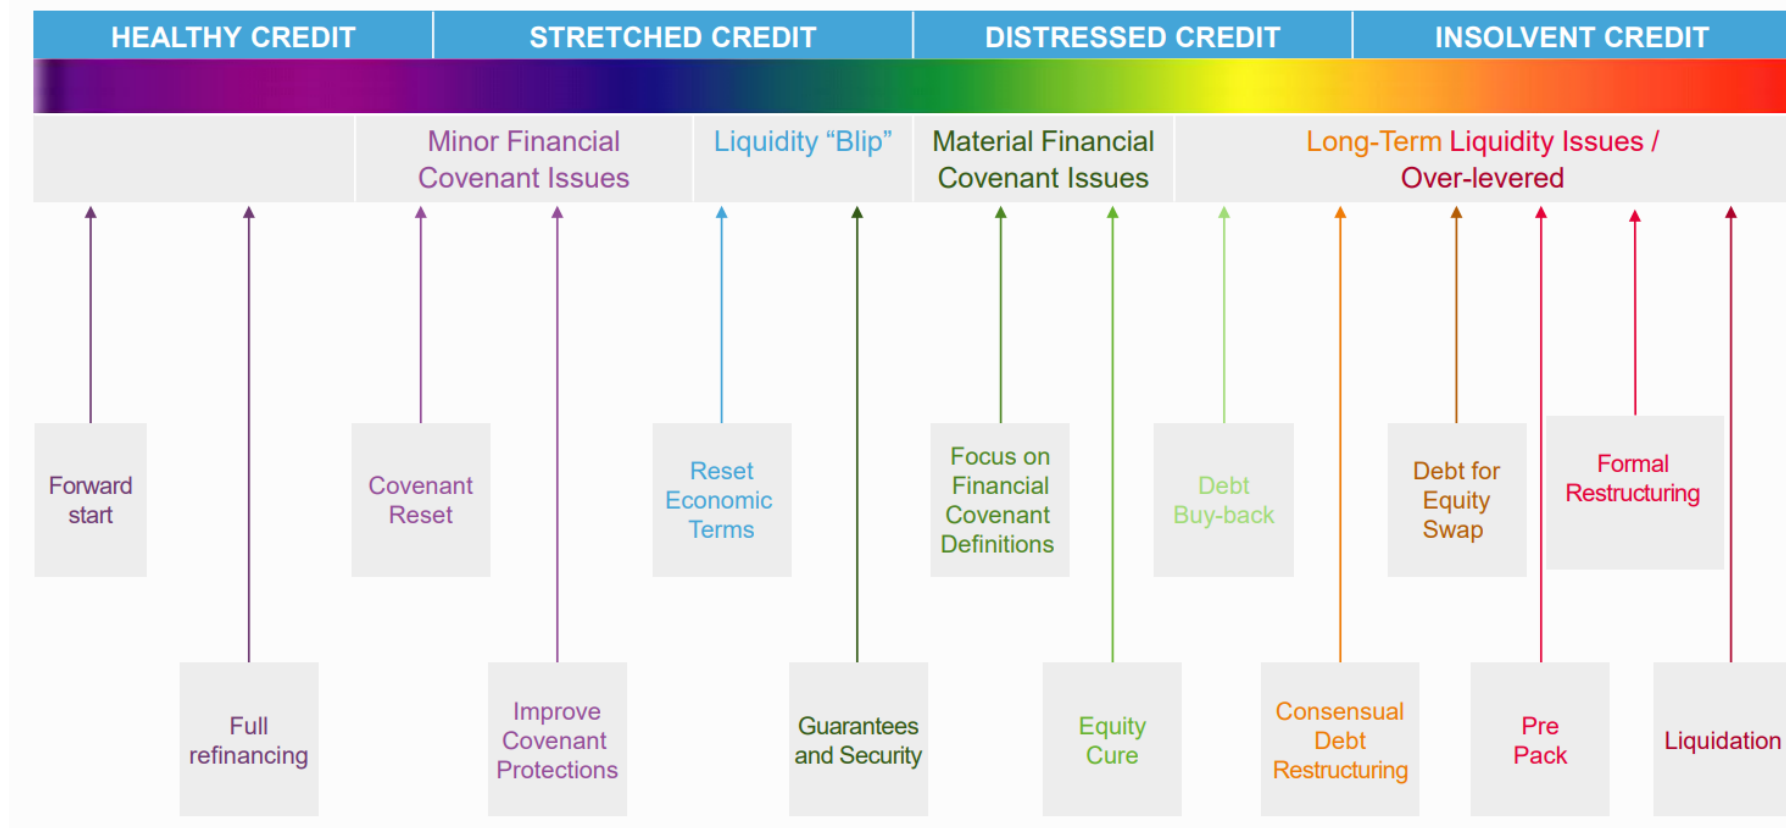 HEALTHY CREDIT
STRETCHED CREDIT
DISTRESSED CREDIT
INSOLVENT CREDIT
Minor Financial
Covenant Issues
Liquidity “Blip”
Material Financial
Covenant Issues
Long-Term Liquidity Issues /
Over-levered
Forward
start
Covenant
Reset
Reset
Economic
Terms
Focus on
Financial
Covenant
Definitions
Debt
Buy-back
Debt for
Equity
Swap
Formal
Restructuring
Full
refinancing
Improve
Covenant
Protections
Guarantees
and Security
Equity
Cure
Consensual
Debt
Restructuring
Pre
Pack
Liquidation